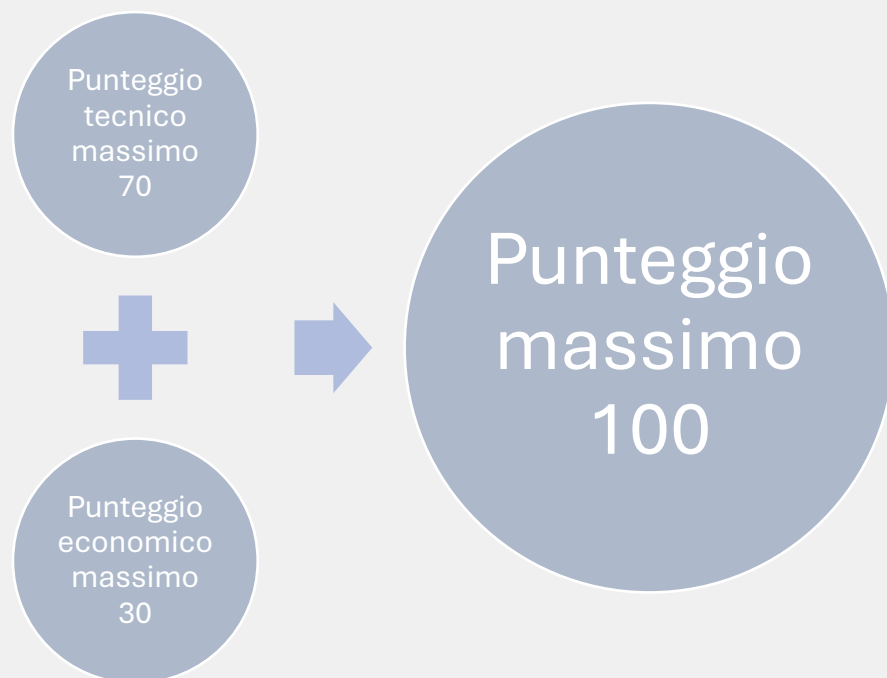 Punteggio
tecnico
massimo
70
Punteggio
economico
massimo
30
Punteggio
massimo
100